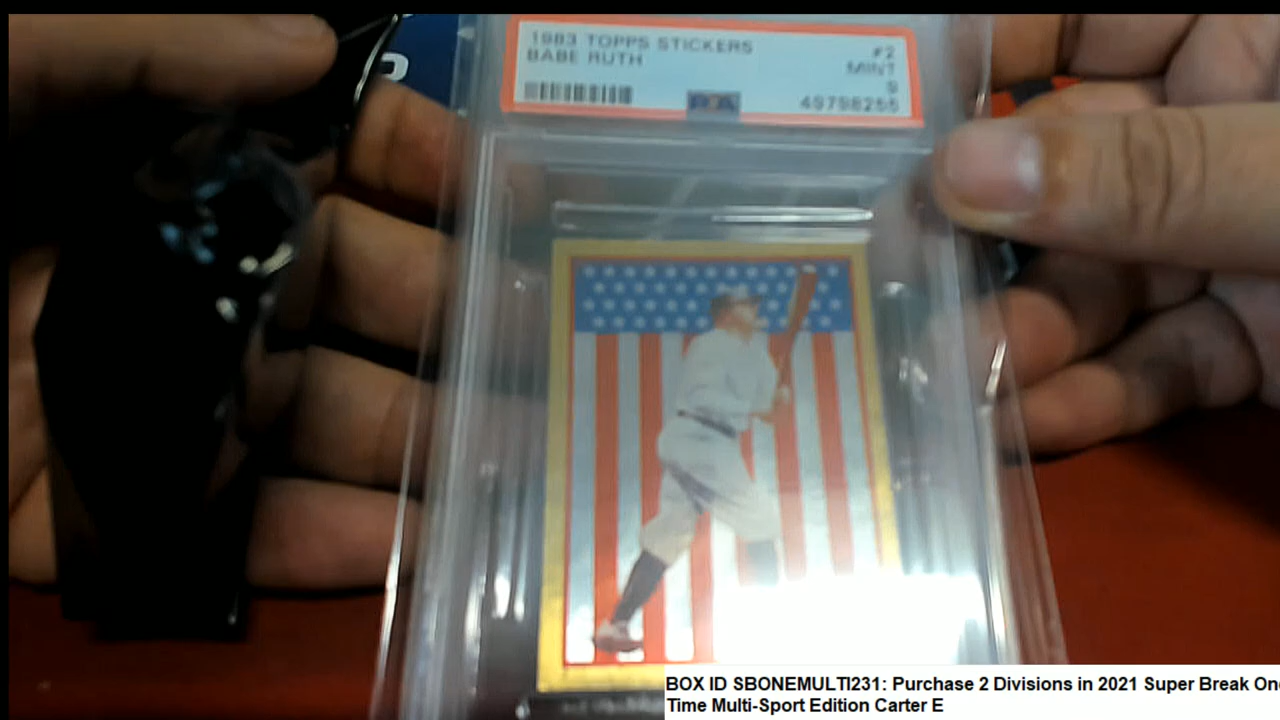 1983 TOPPS STICKERS #2
BABE RUTH MINT
9
PSA 49798255
BOX ID SBONEMULTI231: Purchase 2 Divisions in 2021 Super Break One
Time Multi-Sport Edition Carter E